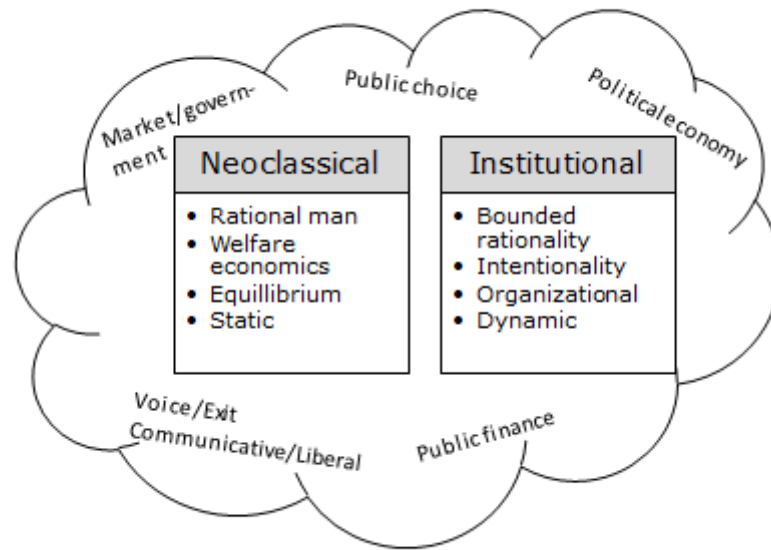 Public choice
Political economy
Market/govern-
ment
Neoclassical
• Rational man
• Welfare
economics
• Equillibrium
• Static
Institutional
• Bounded
rationality
• Intentionality
• Organizational
• Dynamic
Voice/Exit
Communicative/Liberal
Public finance